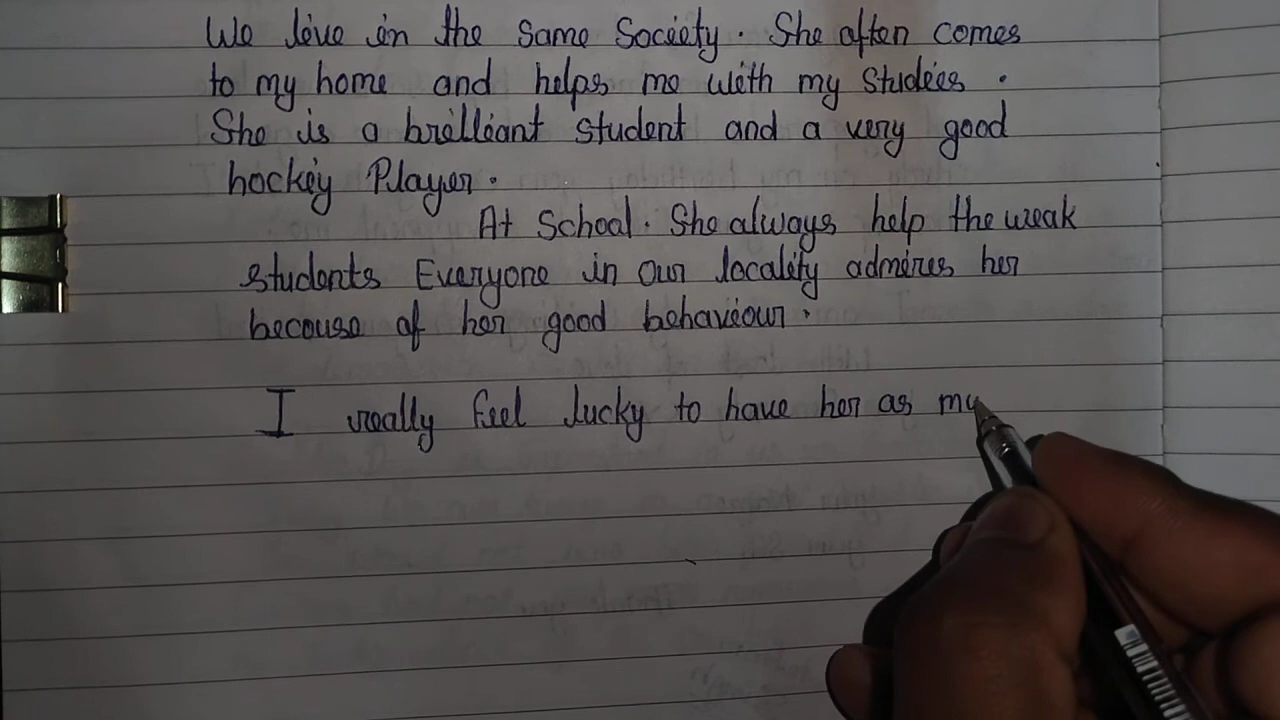 We live in the same Society. She often comes
to my home and helps me with my studies.
She is a brilliant student and a very good
hockey Player.
At School. She always help the weak
students Everyone in our locality admires her
because of her good behaviour.
I really feel lucky to have her as my